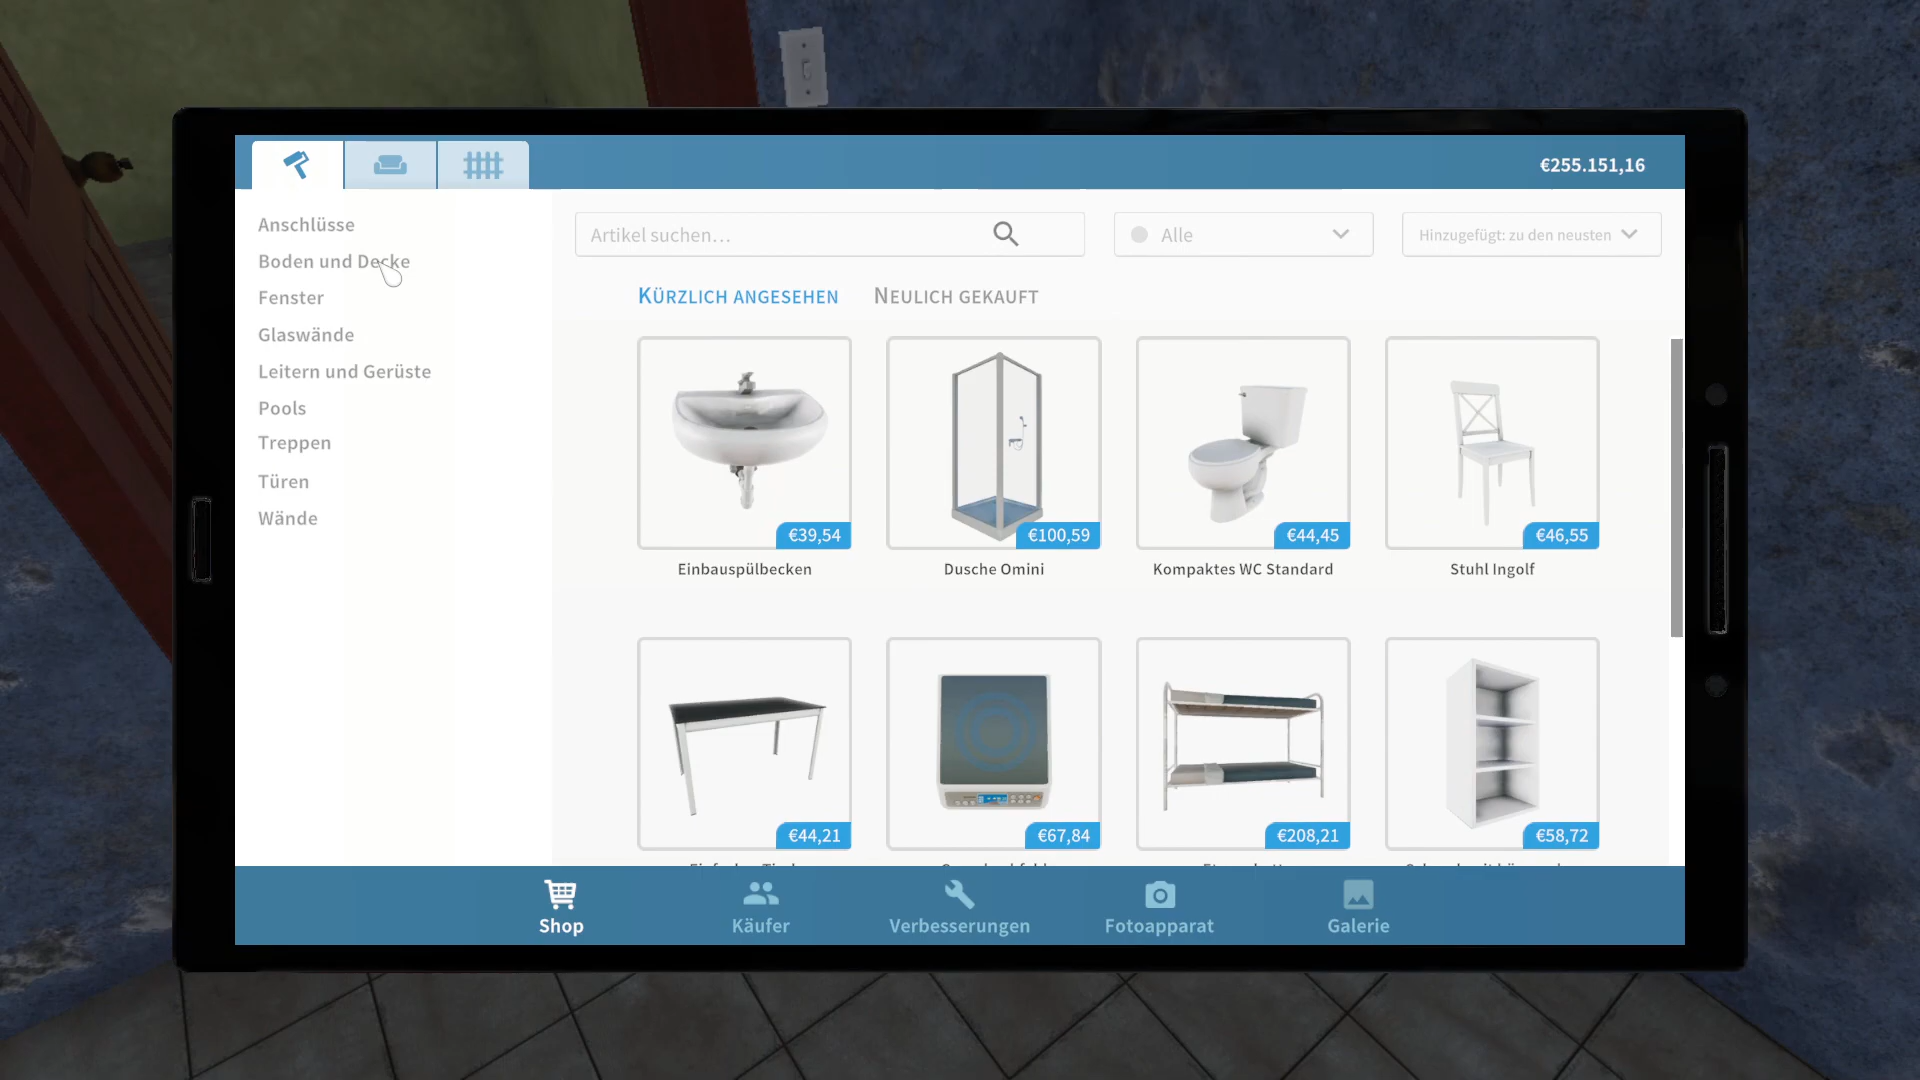 €255.151,16
Anschlüsse
Boden und Decke
Fenster
Glaswände
Leitern und Gerüste
Pools
Treppen
Türen
Wände
Artikel suchen...
Alle
Hinzugefügt: zu den neusten
KÜRZLICH ANGESEHEN
NEULICH GEKAUFT
€39,54
€100,59
€44,45
€46,55
Einbauspülbecken
Dusche Omini
Kompaktes WC Standard
Stuhl Ingolf
€44,21
€67,84
€208,21
€58,72
Shop
Käufer
Verbesserungen
Fotoapparat
Galerie